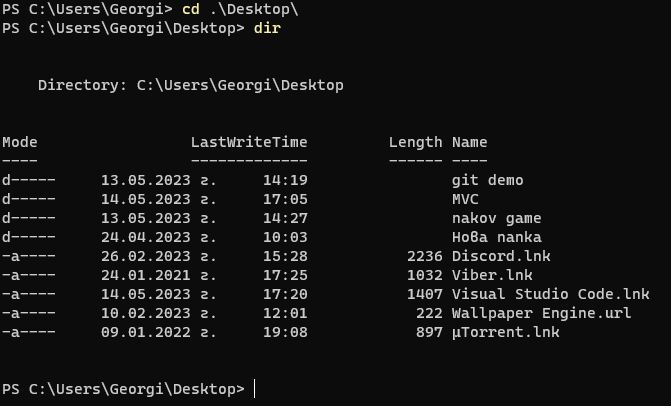 PS C:\Users\Georgi> cd .\Desktop\
PS C:\Users\Georgi\Desktop> dir
Directory: C:\Users\Georgi\Desktop
Mode LastWriteTime Length Name
---- ------------- ------ ----
d----- 13.05.2023 г. 14:19 git demo
d----- 14.05.2023 г. 17:05 MVC
d----- 13.05.2023 г. 14:27 nakov game
d----- 24.04.2023 г. 10:03 Нова папка
-a---- 26.02.2023 г. 15:28 2236 Discord.lnk
-a---- 24.01.2021 г. 17:25 1032 Viber.lnk
-a---- 14.05.2023 г. 17:20 1407 Visual Studio Code.lnk
-a---- 10.02.2023 г. 12:01 222 Wallpaper Engine.url
-a---- 09.01.2022 г. 19:08 897 µTorrent.lnk
PS C:\Users\Georgi\Desktop>